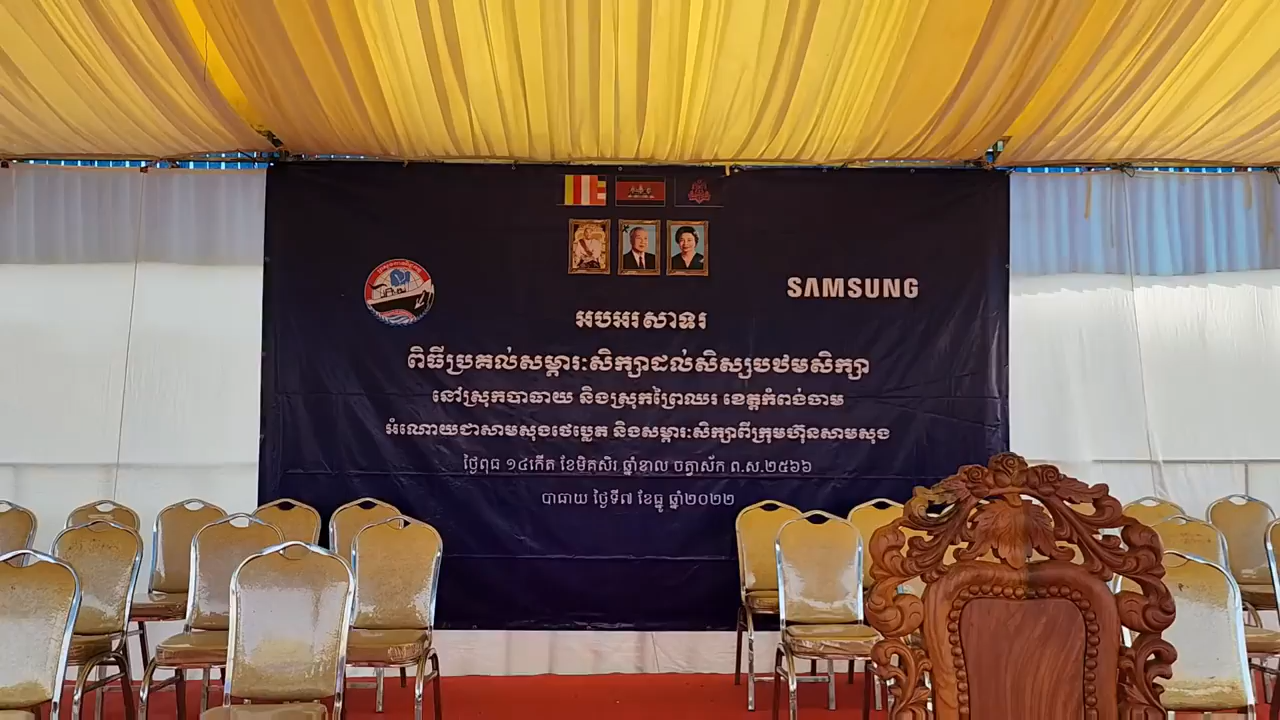 SAMSUNG
អបអរសាទរ
ពិធីប្រគល់សម្ភារៈសិក្សាដល់សិស្សបឋមសិក្សា
នៅស្រុកបាធាយ និងស្រុកព្រៃឈរ ខេត្តកំពង់ចាម
អំណោយជាសាមសុងថេប្លេត និងសម្ភារៈសិក្សាពីក្រុមហ៊ុនសាមសុង
ថ្ងៃពុធ ១៤កើត ខែមិគសិរ ឆ្នាំខាល ចត្វាស័ក ព.ស.២៥៦៦
បាធាយ ថ្ងៃទី៧ ខែធ្នូ ឆ្នាំ២០២២